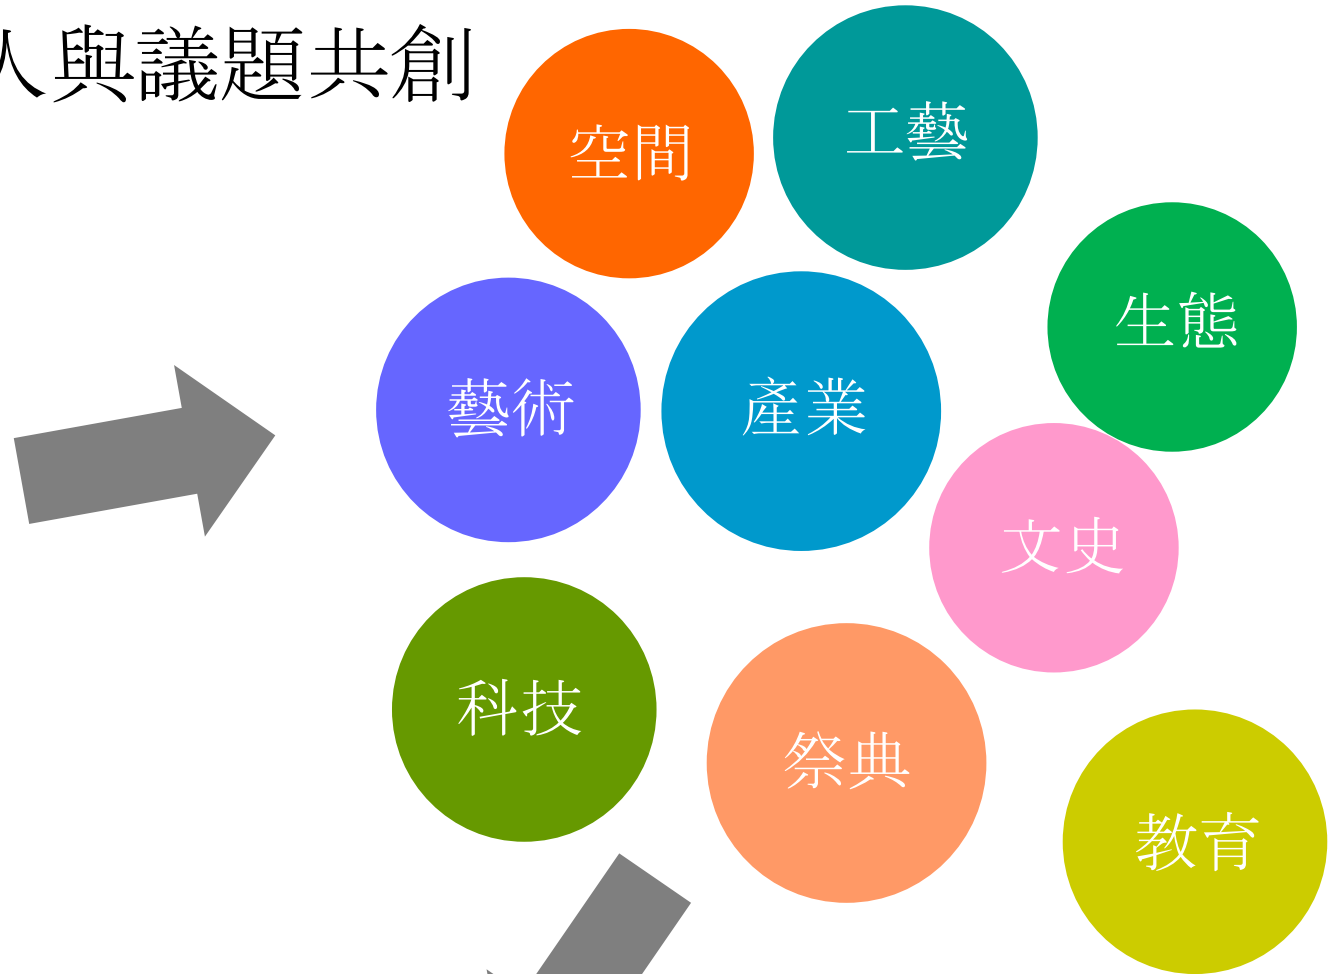 人與議題共創
空間
工藝
生態
藝術
產業
文史
科技
祭典
教育